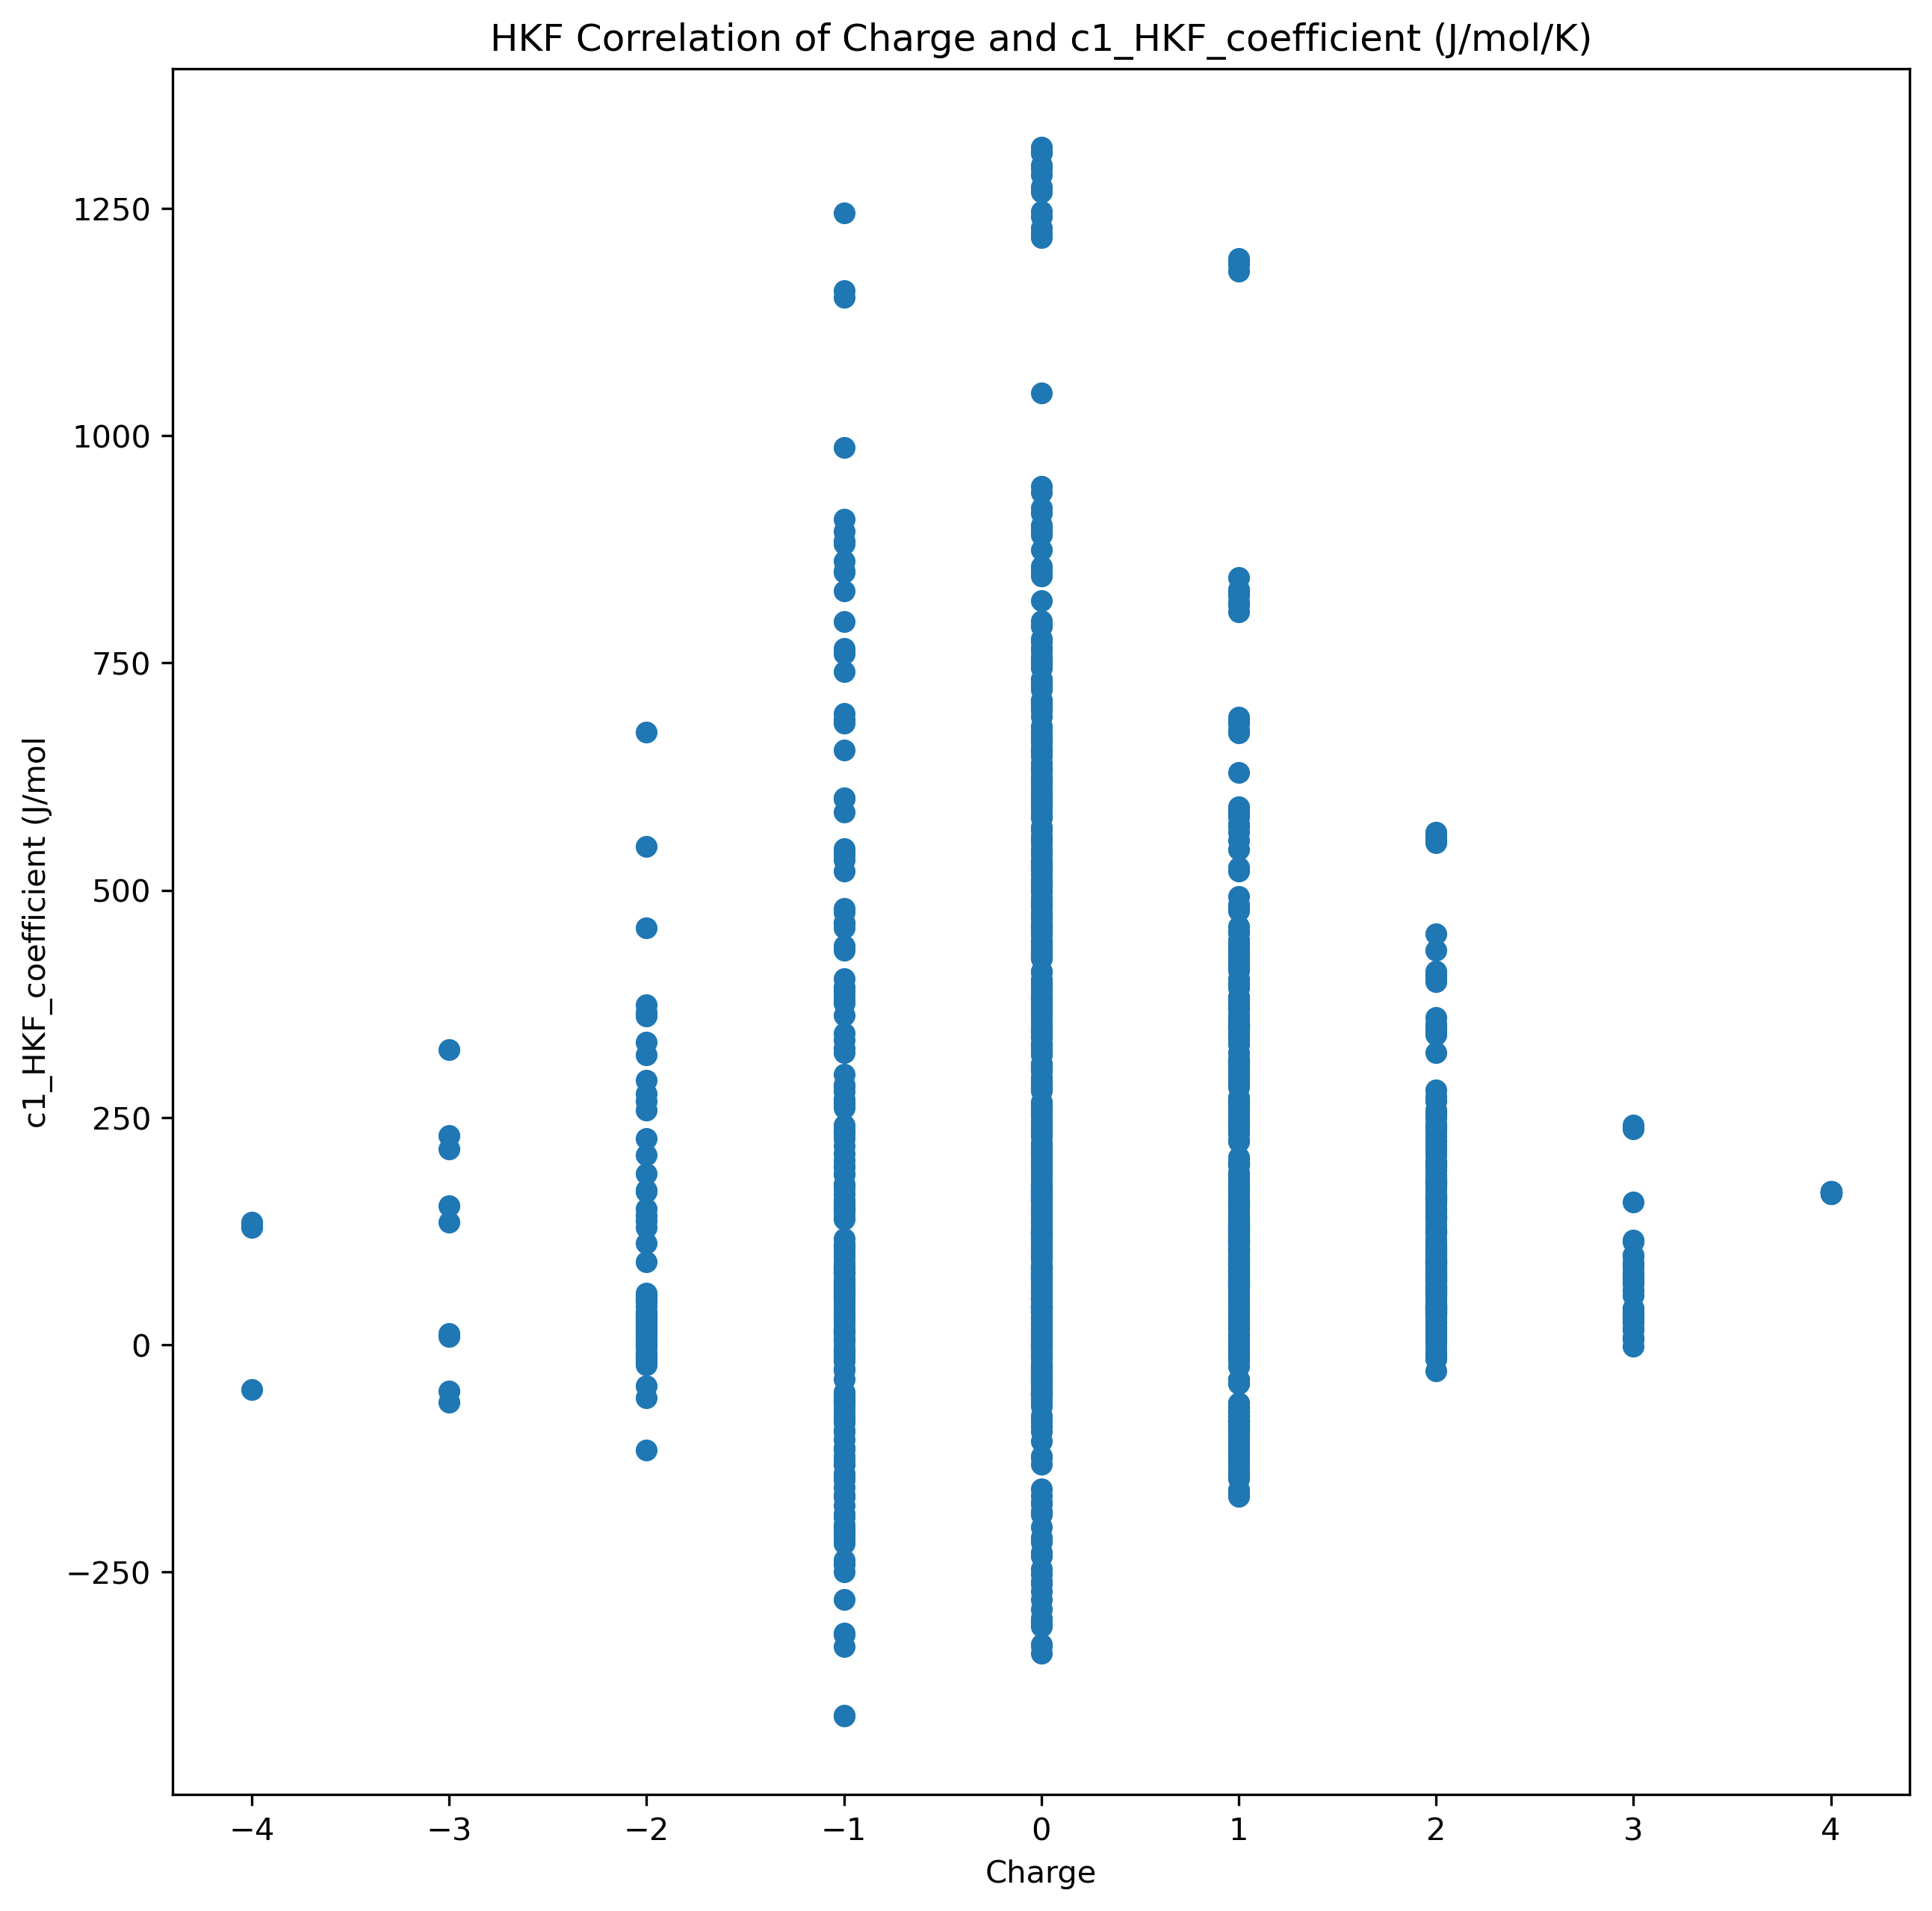 HKF Correlation of Charge and c1_HKF_coefficient (J/mol/K)
c1_HKF_coefficient (J/mol
1250
1000
750
500
250
0
−250
−4 −3 −2 −1 0 1 2 3 4
Charge